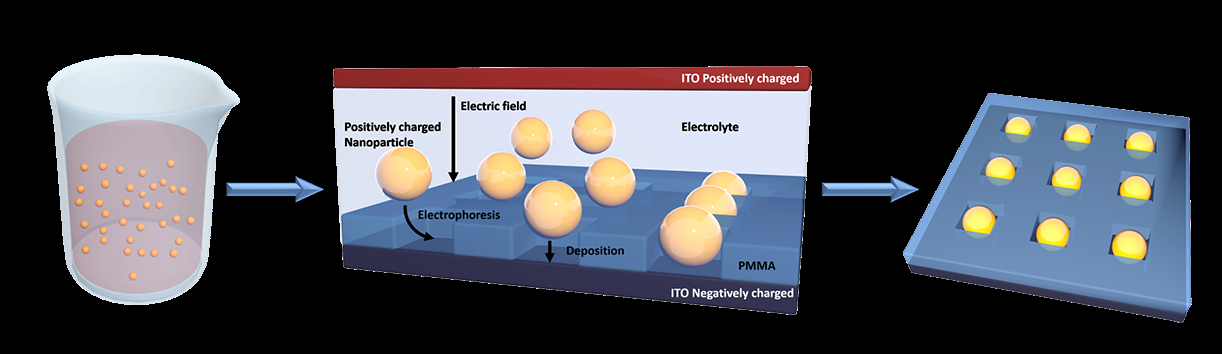 ITO Positively charged
Electric field
Positively charged
Nanoparticle
Electrolyte
Electrophoresis
Deposition
PMMA
ITO Negatively charged